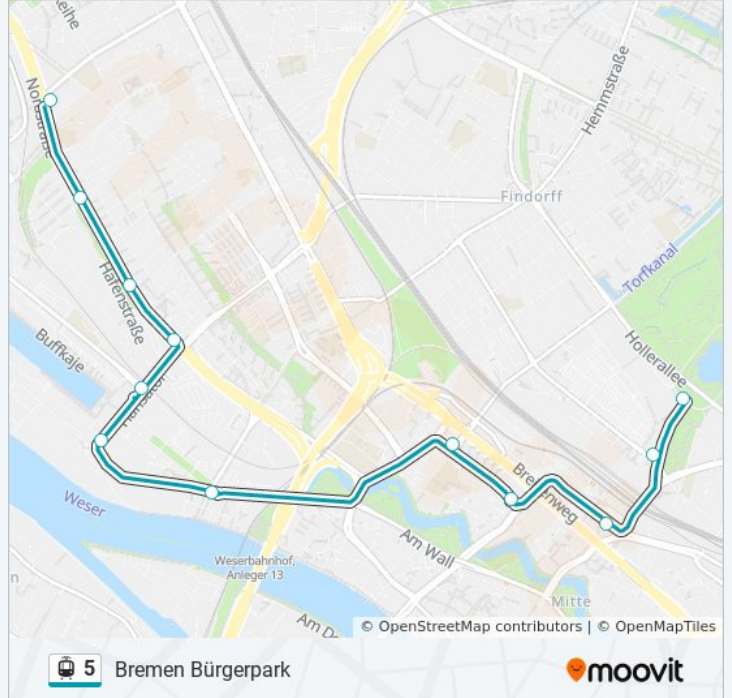 Nordstraße
Hemmstraße
Findorff
Torfkanal
Hafenstraße
Buffkaje
Hollerallee
Weser
Breitenweg
Am Wall
Weserbahnhof,
Anleger 13
Mitte
© OpenStreetMap contributors | © OpenMapTiles
5 Bremen Bürgerpark
moovit